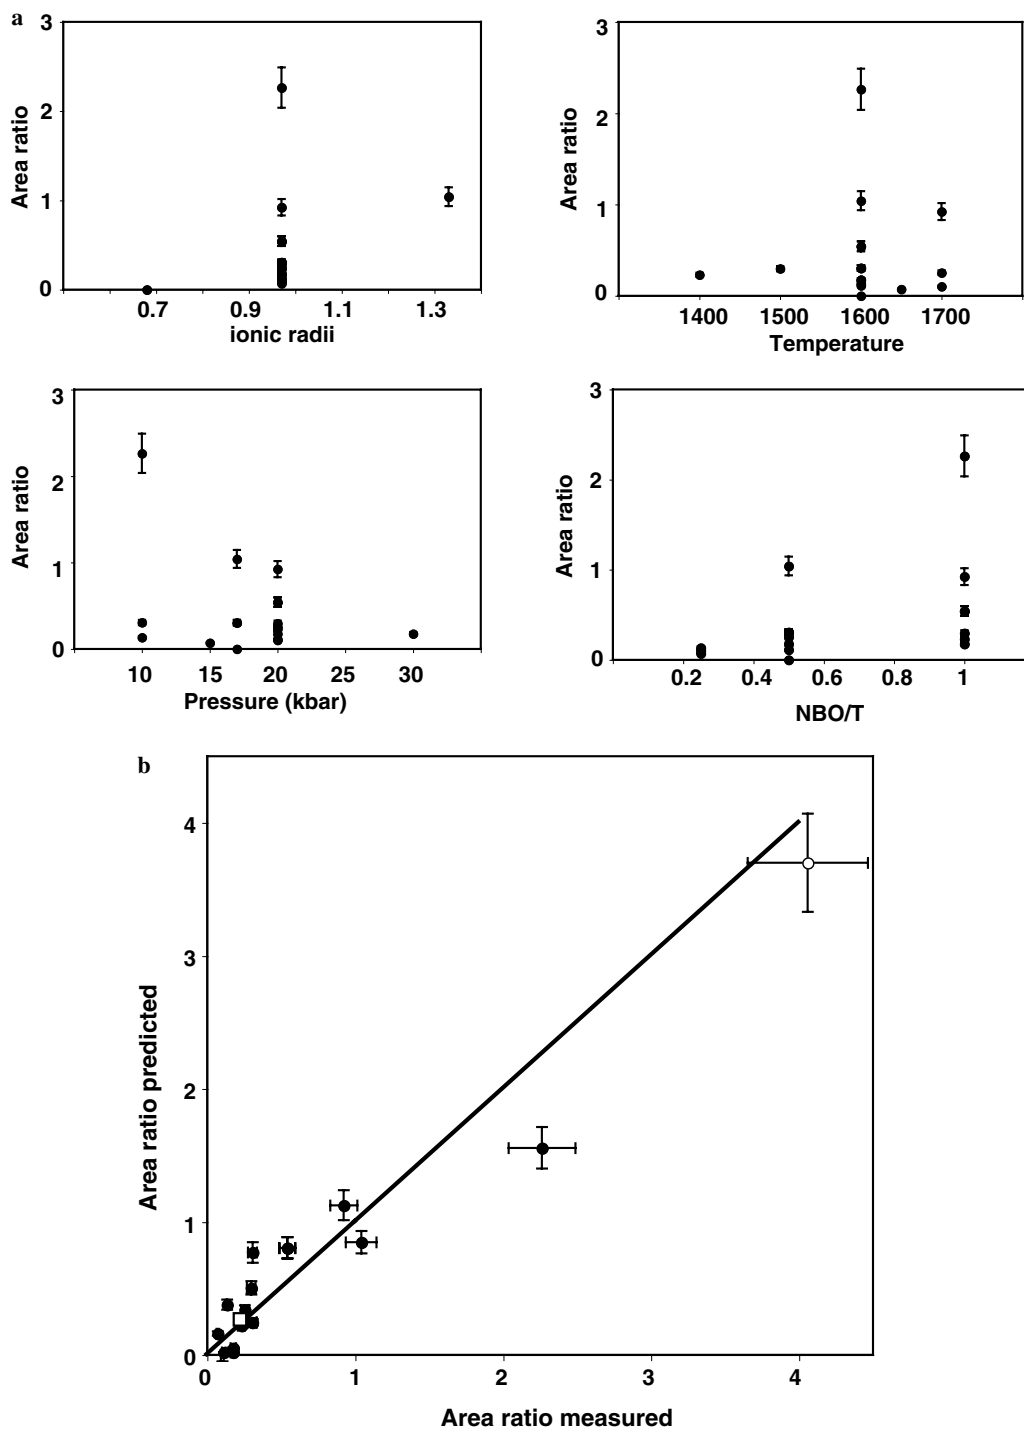 a
3
2
1
0
Area ratio
0.7 0.9 1.1 1.3
ionic radii
3
2
1
0
Area ratio
1400 1500 1600 1700
Temperature
3
2
1
0
Area ratio
10 15 20 25 30
Pressure (kbar)
3
2
1
0
Area ratio
0.2 0.4 0.6 0.8 1
NBO/T
b
4
3
2
1
0
Area ratio predicted
0 1 2 3 4
Area ratio measured